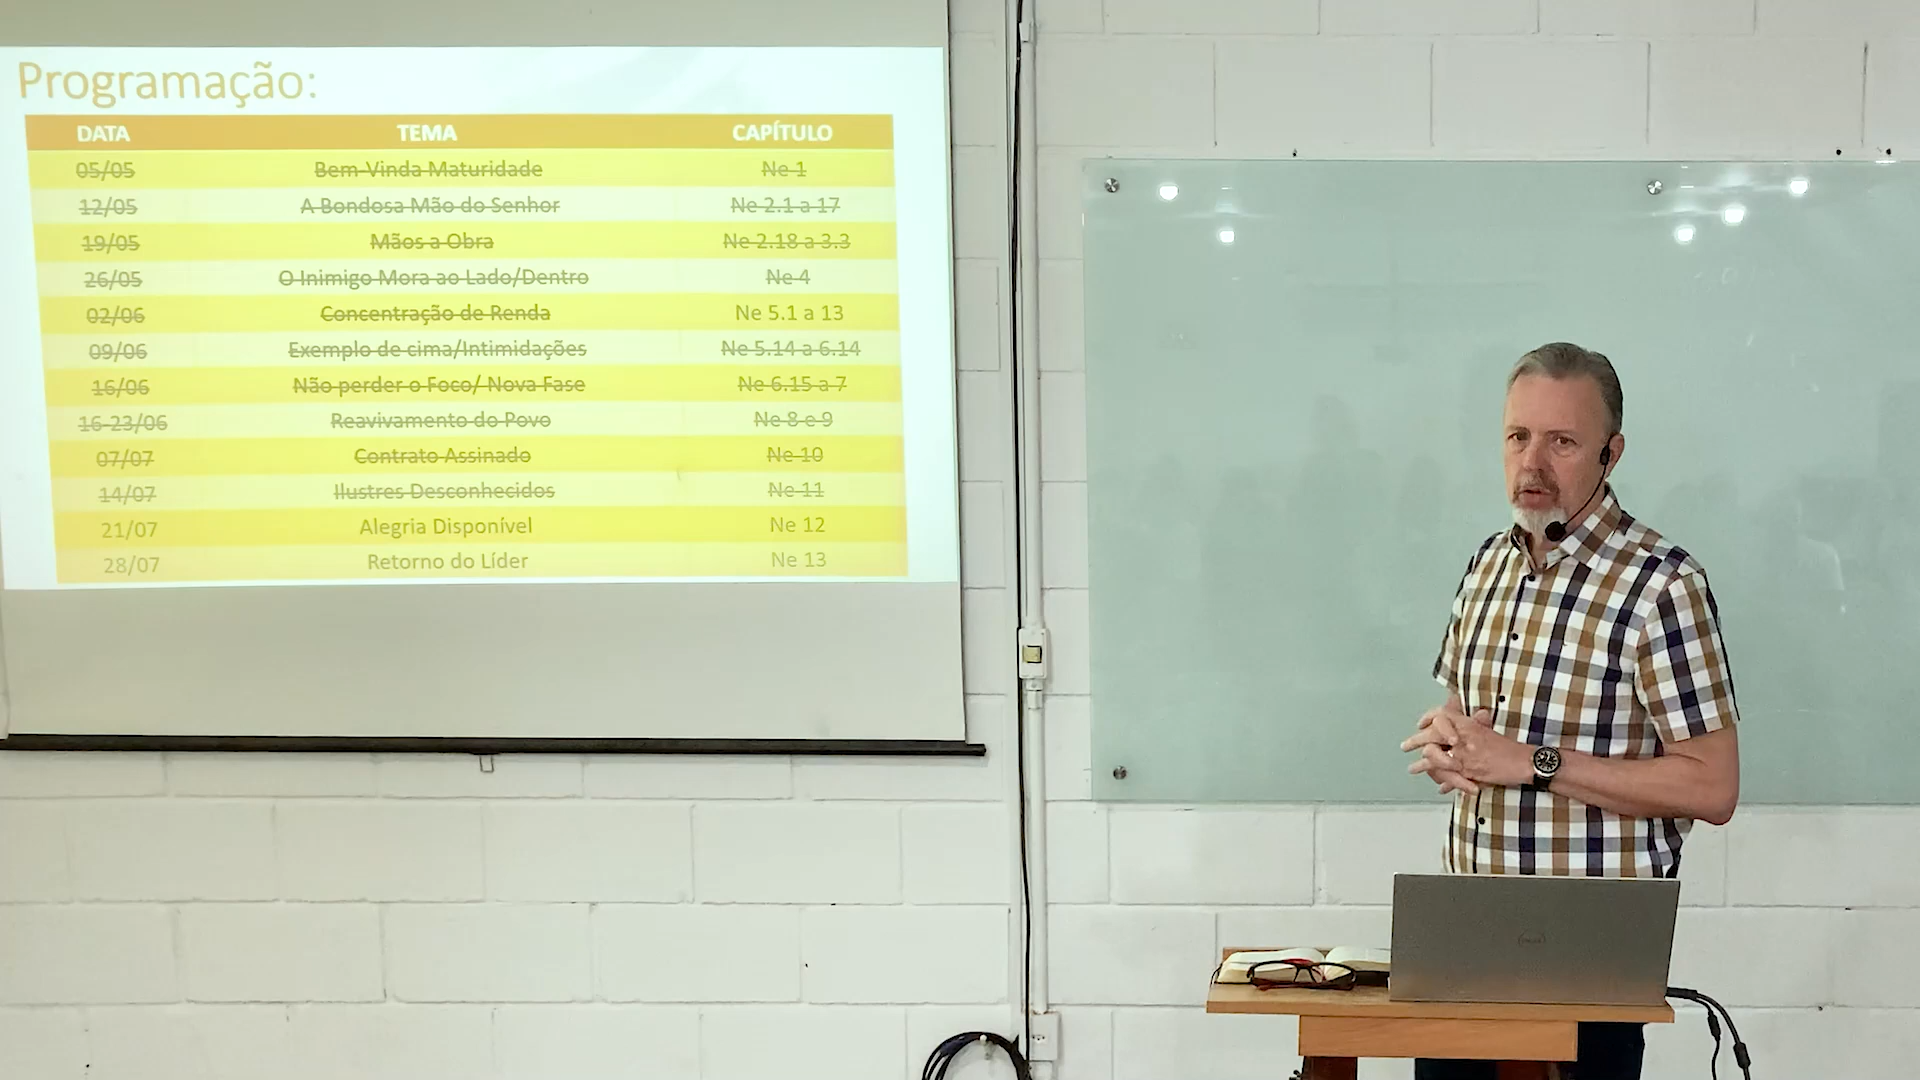 Programação:
DATA TEMA CAPÍTULO
05/05 Bem-Vinda Maturidade Ne 1
12/05 A Bondosa Mão do Senhor Ne 2.1 a 17
19/05 Mãos a Obra Ne 2.18 a 3.3
26/05 O Inimigo Mora ao Lado/Dentro Ne 4
02/06 Concentração de Renda Ne 5.1 a 13
09/06 Exemplo de cima/Intimidações Ne 5.14 a 6.14
16/06 Não perder o Foco/ Nova Fase Ne 6.15 a 7
16-23/06 Reavivamento do Povo Ne 8 e 9
07/07 Contrato Assinado Ne 10
14/07 Ilustres Desconhecidos Ne 11
21/07 Alegria Disponível Ne 12
28/07 Retorno do Líder Ne 13